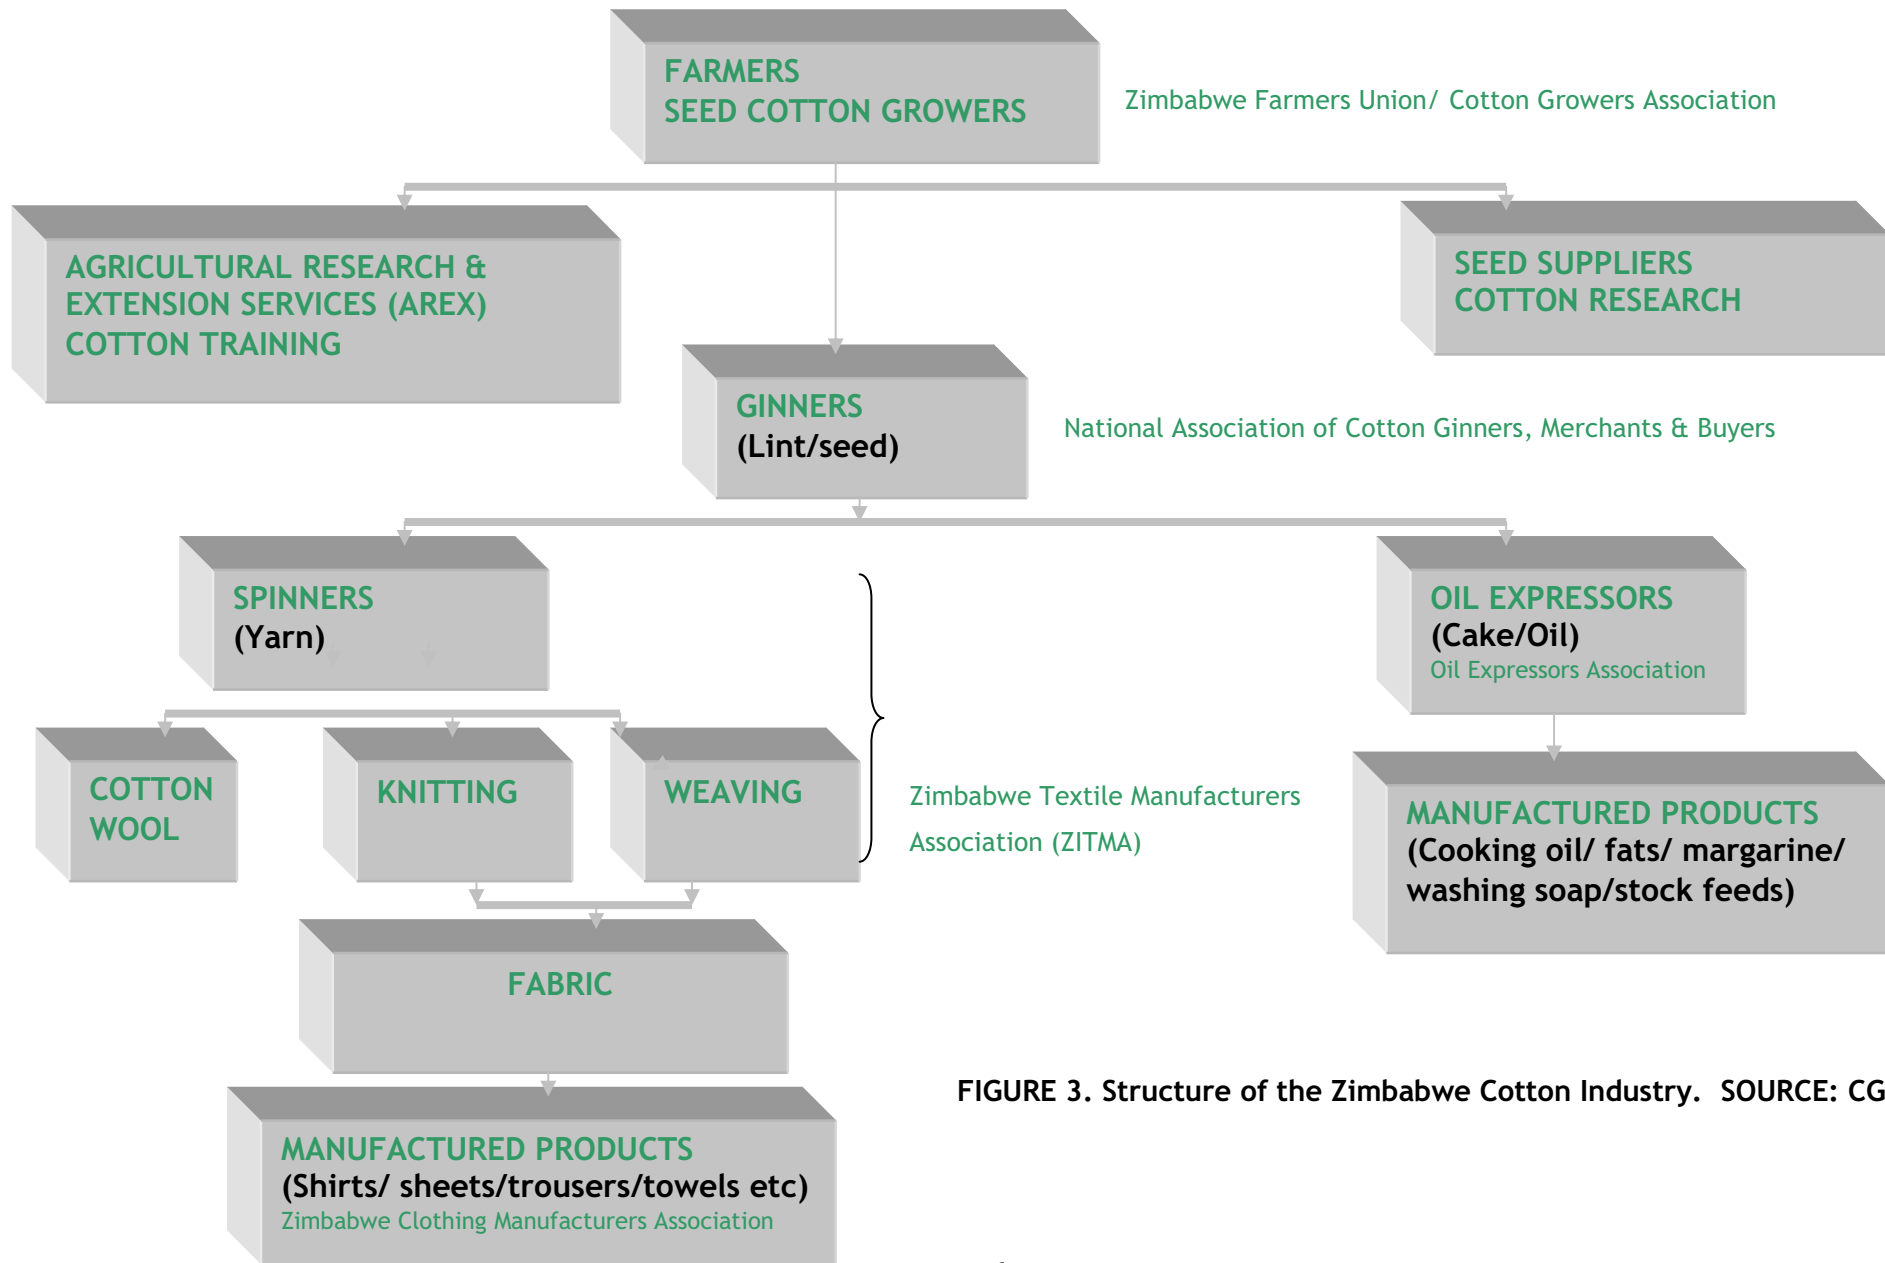 FARMERS
SEED COTTON GROWERS
Zimbabwe Farmers Union/ Cotton Growers Association
AGRICULTURAL RESEARCH &
EXTENSION SERVICES (AREX)
COTTON TRAINING
SEED SUPPLIERS
COTTON RESEARCH
GINNERS
(Lint/seed)
National Association of Cotton Ginners, Merchants & Buyers
SPINNERS
(Yarn)
OIL EXPRESSORS
(Cake/Oil)
Oil Expressors Association
COTTON
WOOL
KNITTING
WEAVING
Zimbabwe Textile Manufacturers
Association (ZITMA)
MANUFACTURED PRODUCTS
(Cooking oil/ fats/ margarine/
washing soap/stock feeds)
FABRIC
FIGURE 3. Structure of the Zimbabwe Cotton Industry.  SOURCE: CG
MANUFACTURED PRODUCTS
(Shirts/ sheets/trousers/towels etc)
Zimbabwe Clothing Manufacturers Association